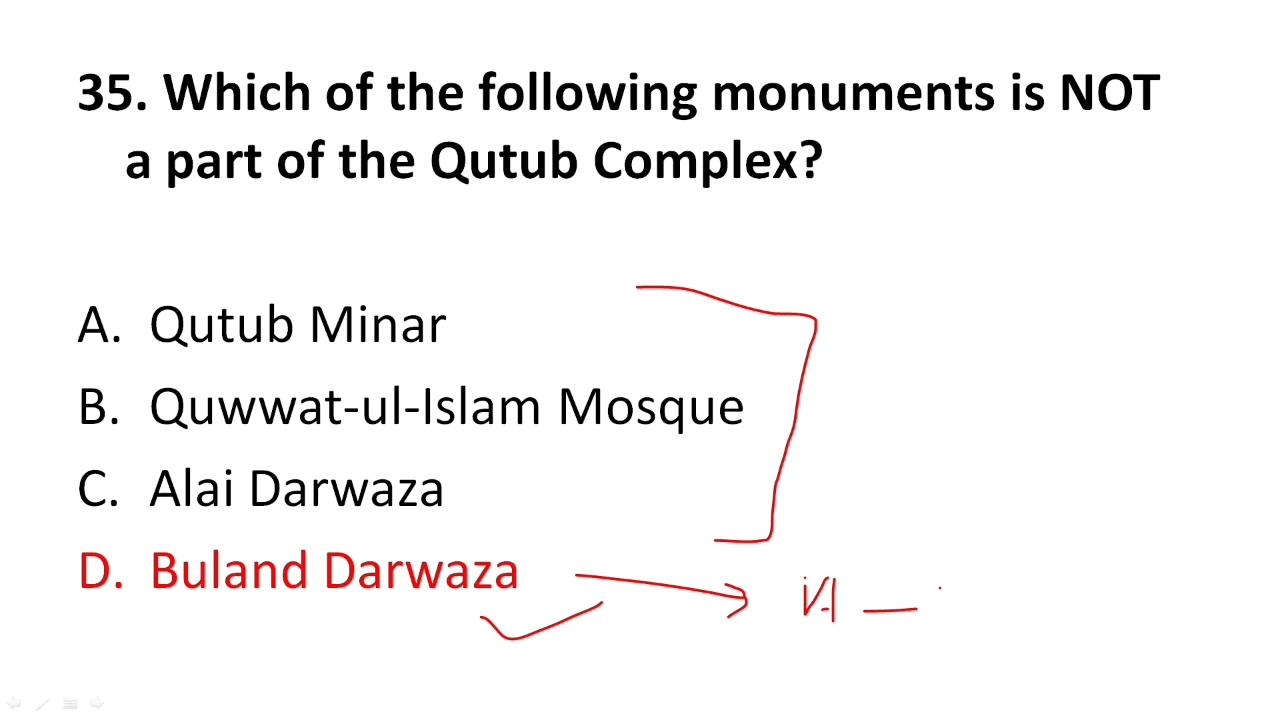 35. Which of the following monuments is NOT
a part of the Qutub Complex?
A. Qutub Minar
B. Quwwat-ul-Islam Mosque
C. Alai Darwaza
D. Buland Darwaza